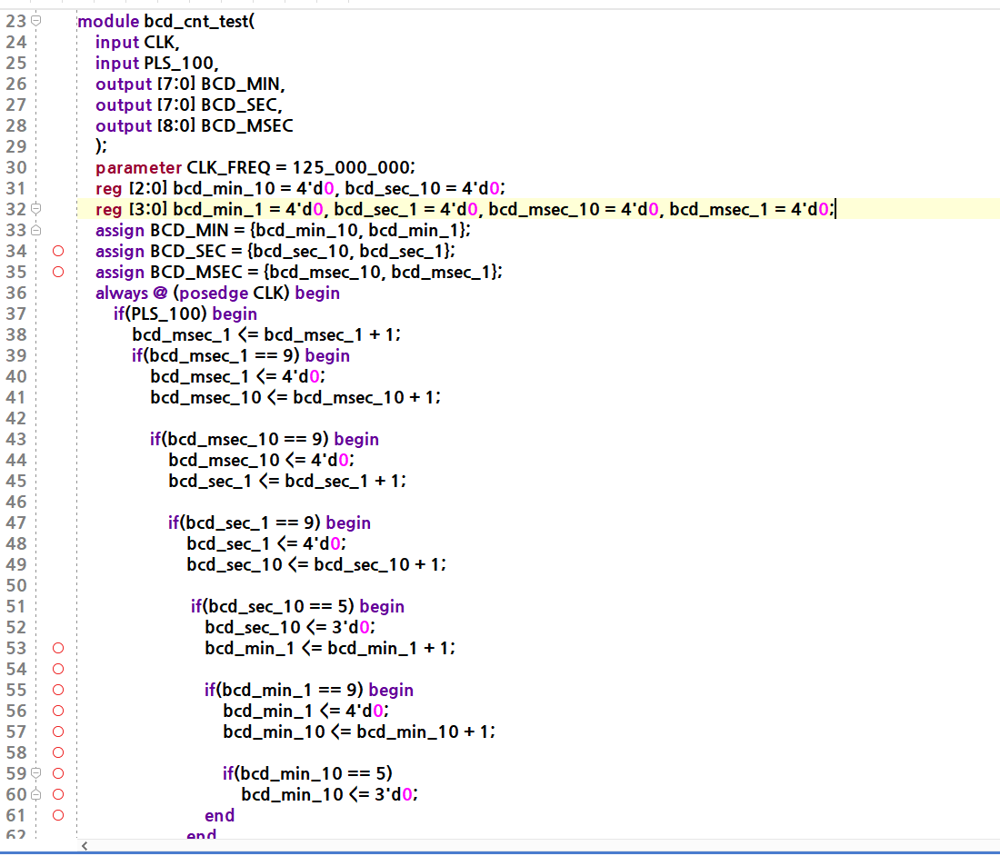 23 module bcd_cnt_test(
24 input CLK,
25 input PLS_100,
26 output [7:0] BCD_MIN,
27 output [7:0] BCD_SEC,
28 output [8:0] BCD_MSEC
29 );
30 parameter CLK_FREQ = 125_000_000;
31 reg [2:0] bcd_min_10 = 4'd0, bcd_sec_10 = 4'd0;
32 reg [3:0] bcd_min_1 = 4'd0, bcd_sec_1 = 4'd0, bcd_msec_10 = 4'd0, bcd_msec_1 = 4'd0;
33 assign BCD_MIN = {bcd_min_10, bcd_min_1};
34 assign BCD_SEC = {bcd_sec_10, bcd_sec_1};
35 assign BCD_MSEC = {bcd_msec_10, bcd_msec_1};
36 always @ (posedge CLK) begin
37 if(PLS_100) begin
38 bcd_msec_1 <= bcd_msec_1 + 1;
39 if(bcd_msec_1 == 9) begin
40 bcd_msec_1 <= 4'd0;
41 bcd_msec_10 <= bcd_msec_10 + 1;
42
43 if(bcd_msec_10 == 9) begin
44 bcd_msec_10 <= 4'd0;
45 bcd_sec_1 <= bcd_sec_1 + 1;
46
47 if(bcd_sec_1 == 9) begin
48 bcd_sec_1 <= 4'd0;
49 bcd_sec_10 <= bcd_sec_10 + 1;
50
51 if(bcd_sec_10 == 5) begin
52 bcd_sec_10 <= 3'd0;
53 bcd_min_1 <= bcd_min_1 + 1;
54
55 if(bcd_min_1 == 9) begin
56 bcd_min_1 <= 4'd0;
57 bcd_min_10 <= bcd_min_10 + 1;
58
59 if(bcd_min_10 == 5)
60 bcd_min_10 <= 3'd0;
61 end
62 end